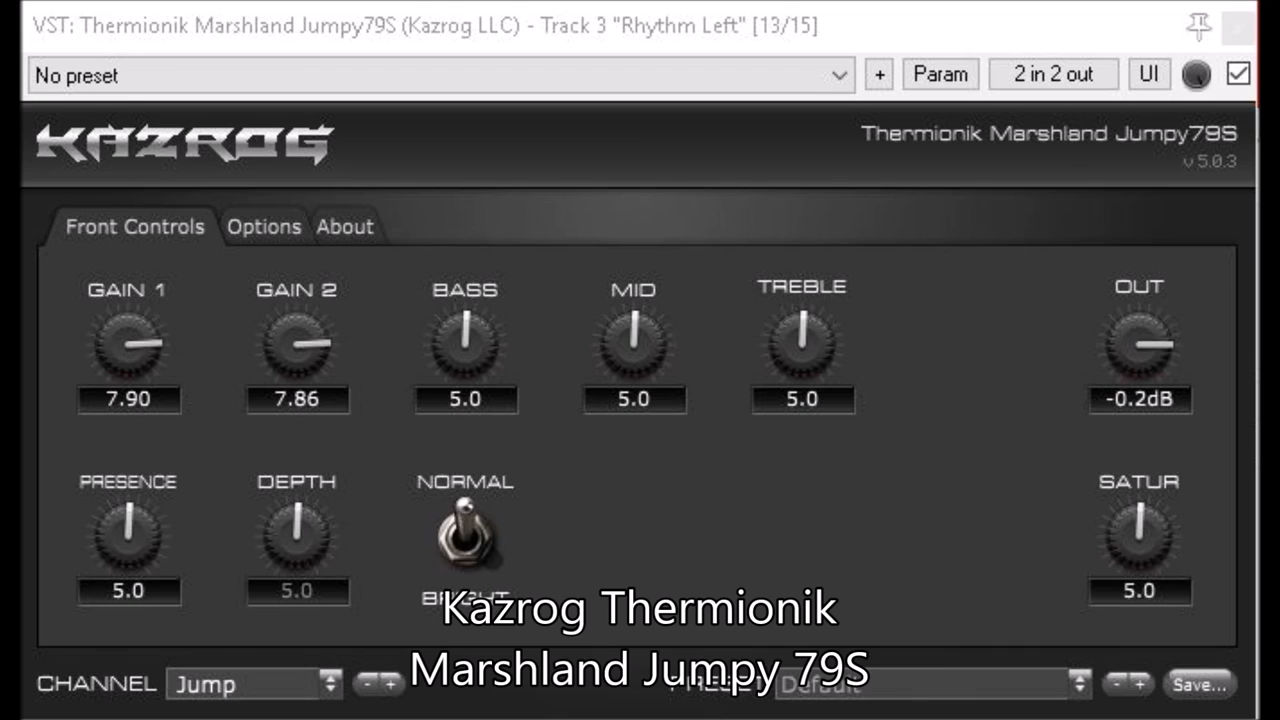 VST: Thermionik Marshland Jumpy79S (Kazrog LLC) - Track 3 "Rhythm Left" [13/15]
No preset + Param 2 in 2 out UI
KAZROG
Thermionik Marshland Jumpy79S
v 5.0.3
Front Controls Options About
GAIN 1 GAIN 2 BASS MID TREBLE OUT
7.90 7.86 5.0 5.0 5.0 -0.2dB
PRESENCE DEPTH NORMAL SATUR
5.0 5.0 5.0
BRIGHT
Kazrog Thermionik
Marshland Jumpy 79S
CHANNEL Jump - + PRESET Default - + Save...